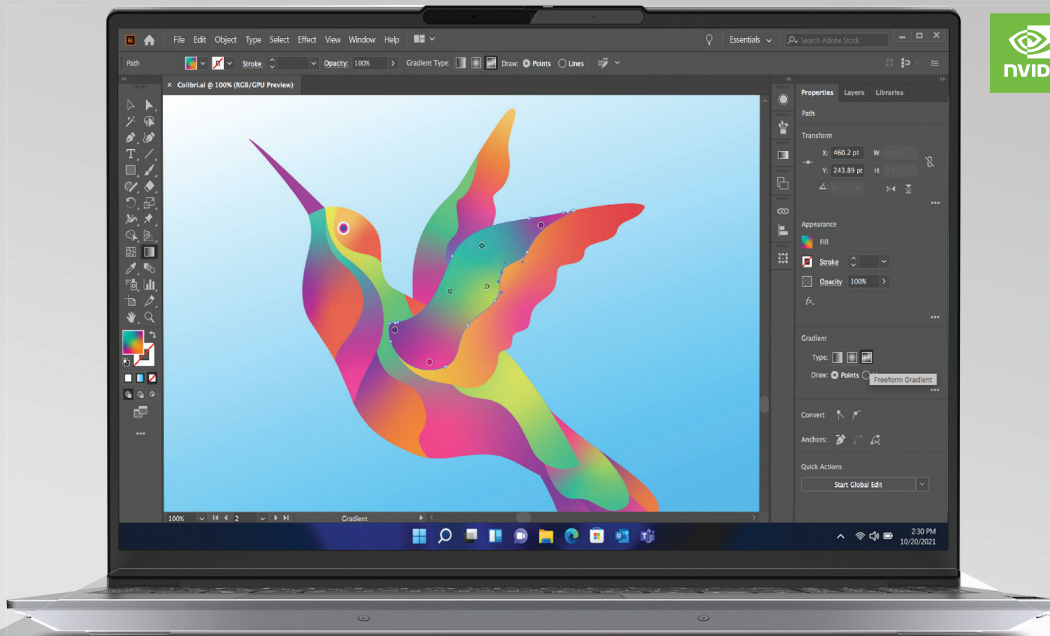 Ai File Edit Object Type Select Effect View Window Help Essentials Search Adobe Stock
Path Stroke: Opacity: 100% Gradient Type: Draw: Points Lines
× Colibri.ai @ 100% (RGB/GPU Preview)
NVID
Properties Layers Libraries
Path
Transform
X: 460.2 pt W:
Y: 243.89 pt H:
Appearance
Fill
Stroke
Opacity 100%
fx.
Gradient
Type:
Draw: Points
Freeform Gradient
Convert:
Anchors:
Quick Actions
Start Global Edit
100% 2 Gradient
2:30 PM
10/20/2021